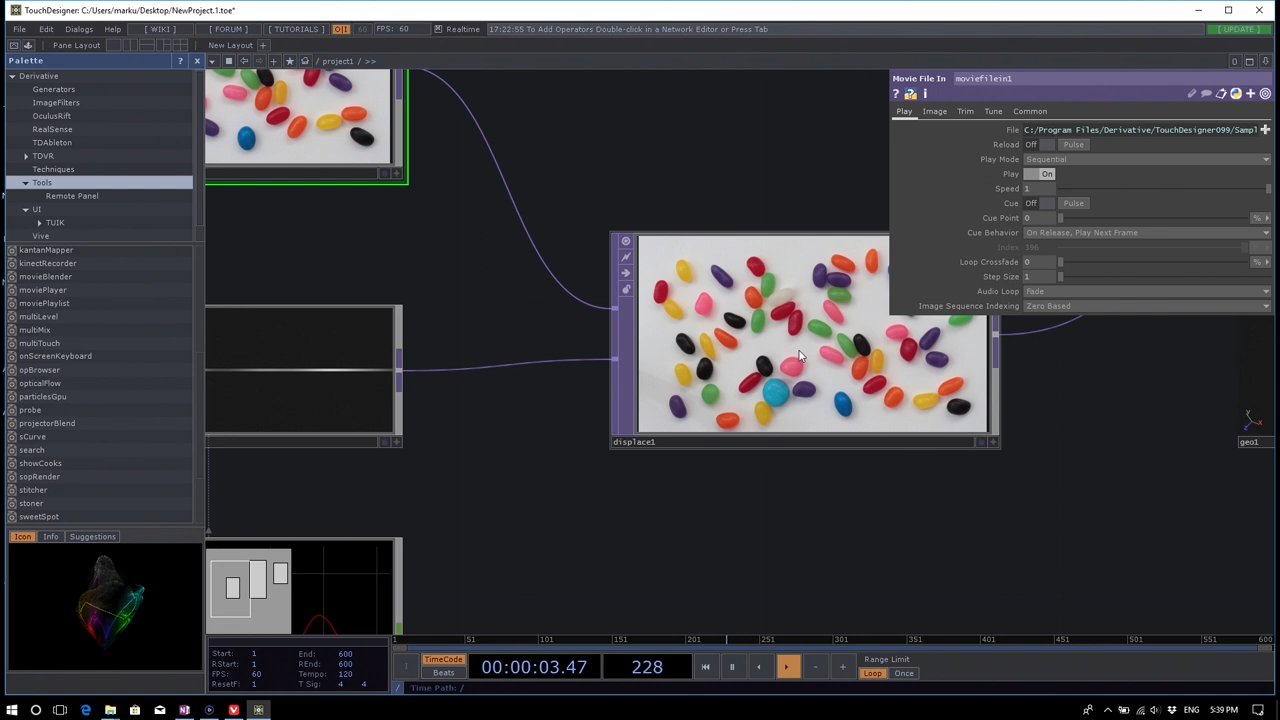 TouchDesigner: C:/Users/marku/Desktop/NewProject.1.toe*
File Edit Dialogs Help [ WIKI ] [ FORUM ] [ TUTORIALS ] O|I 60 FPS: 60 Realtime 17:22:55 To Add Operators Double-click in a Network Editor or Press Tab [ UPDATE ]
Pane Layout New Layout +
Palette ? x
/ project1 / >>
0
Derivative
Generators
ImageFilters
OculusRift
RealSense
TDAbleton
TDVR
Techniques
Tools
Remote Panel
UI
TUIK
Vive
kantanMapper
kinectRecorder
movieBlender
moviePlayer
moviePlaylist
multiLevel
multiMix
multiTouch
onScreenKeyboard
opBrowser
opticalFlow
particlesGpu
probe
projectorBlend
sCurve
search
showCooks
sopRender
stitcher
stoner
sweetSpot
Icon Info Suggestions
Movie File In moviefilein1
? ? i
Play Image Trim Tune Common
File C:/Program Files/Derivative/TouchDesigner099/Sampl
Reload Off Pulse
Play Mode Sequential
Play On
Speed 1
Cue Off Pulse
Cue Point 0 %
Cue Behavior On Release, Play Next Frame
Index 396
Loop Crossfade 0 %
Step Size 1
Audio Loop Fade
Image Sequence Indexing Zero Based
displace1
geo1
1 51 101 151 201 251 301 351 401 451 501 551 600
Start: 1 End: 600
RStart: 1 REnd: 600
FPS: 60 Tempo: 120
ResetF: 1 T Sig: 4 4
TimeCode
Beats
00:00:03.47
228
Range Limit
Loop Once
/ Time Path: /
5:39 PM